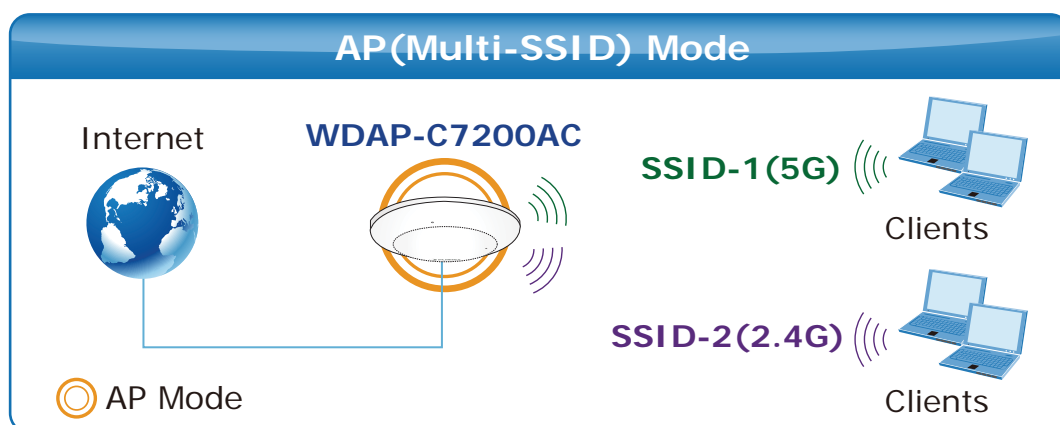 AP(Multi-SSID) Mode
Internet
WDAP-C7200AC
SSID-1(5G)
Clients
SSID-2(2.4G)
AP Mode
Clients